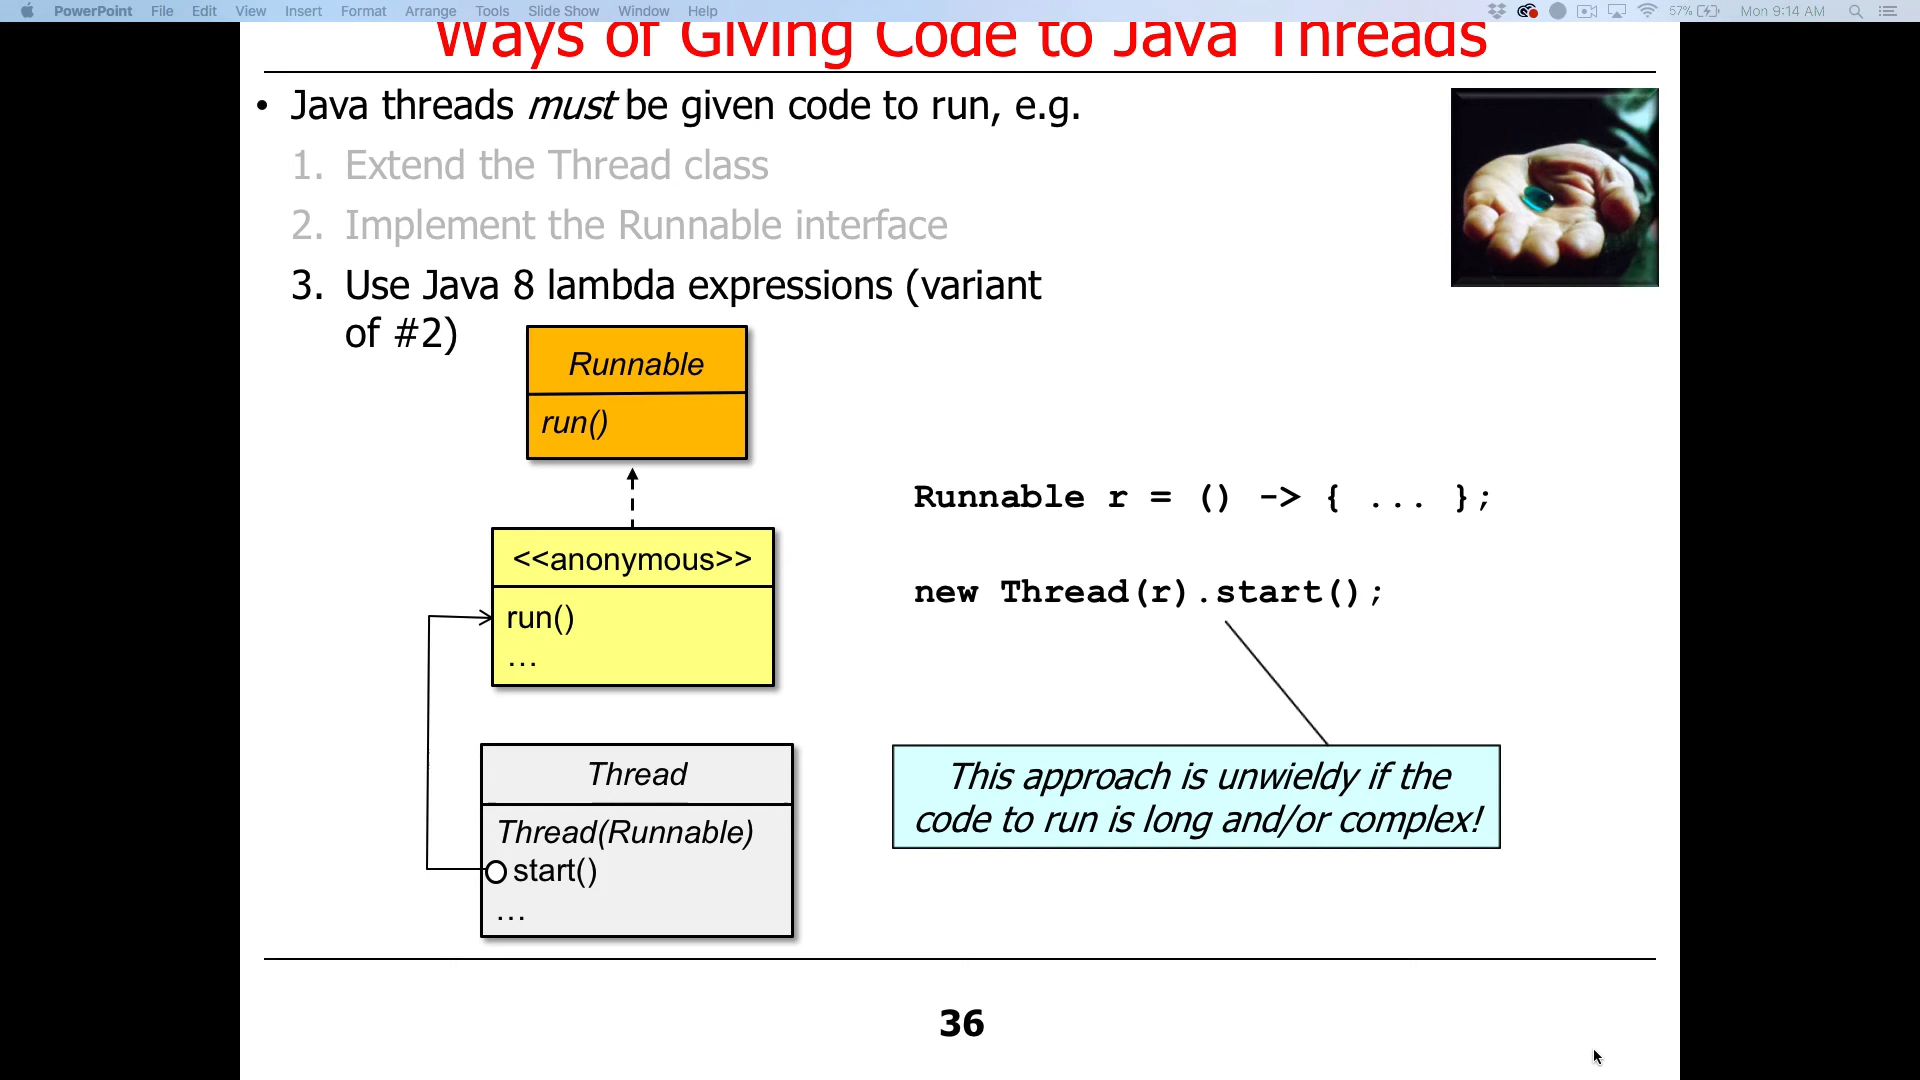 PowerPoint File Edit View Insert Format Arrange Tools Slide Show Window Help 57% Mon 9:14 AM
Ways of Giving Code to Java Threads
• Java threads must be given code to run, e.g.
1. Extend the Thread class
2. Implement the Runnable interface
3. Use Java 8 lambda expressions (variant
of #2)
Runnable
run()
<<anonymous>>
run()
…
Thread
Thread(Runnable)
start()
…
Runnable r = () -> { ... };
new Thread(r).start();
This approach is unwieldy if the
code to run is long and/or complex!
36